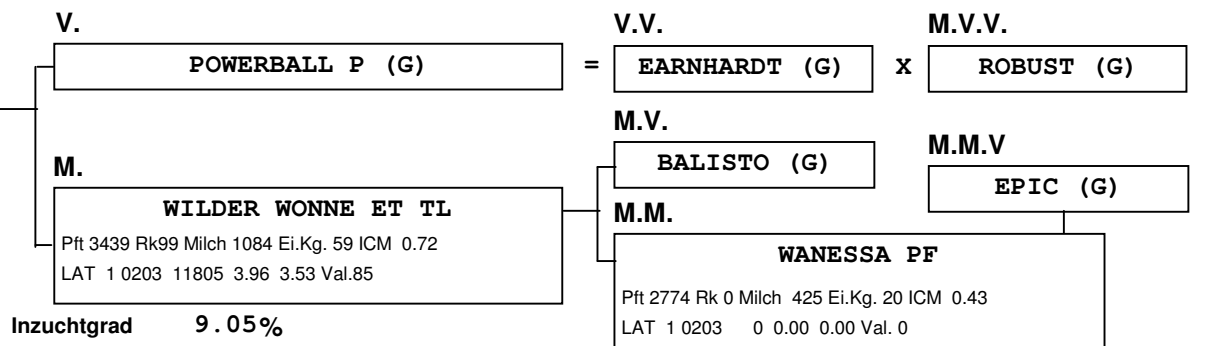 V.
V.V.
M.V.V.
POWERBALL P (G)
=
EARNHARDT (G)
X
ROBUST (G)
M.V.
M.M.V
BALISTO (G)
EPIC (G)
M.
WILDER WONNE ET TL
Pft 3439 Rk99 Milch 1084 Ei.Kg. 59 ICM 0.72
LAT 1 0203 11805 3.96 3.53 Val.85
M.M.
WANESSA PF
Pft 2774 Rk 0 Milch 425 Ei.Kg. 20 ICM 0.43
LAT 1 0203 0 0.00 0.00 Val. 0
Inzuchtgrad 9.05%